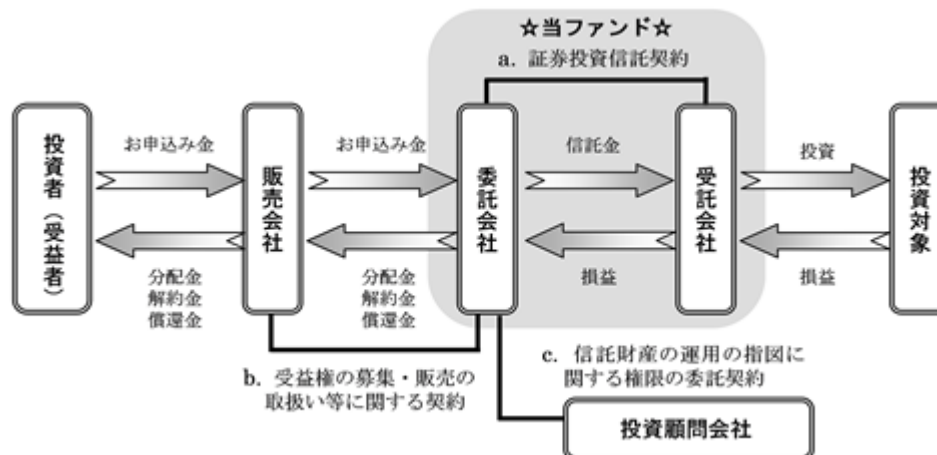 ☆当ファンド☆
a. 証券投資信託契約
投資者（受益者）
お申込み金
分配金
解約金
償還金
販売会社
お申込み金
分配金
解約金
償還金
委託会社
信託金
損益
受託会社
投資
損益
投資対象
b. 受益権の募集・販売の
取扱い等に関する契約
c. 信託財産の運用の指図に
関する権限の委託契約
投資顧問会社